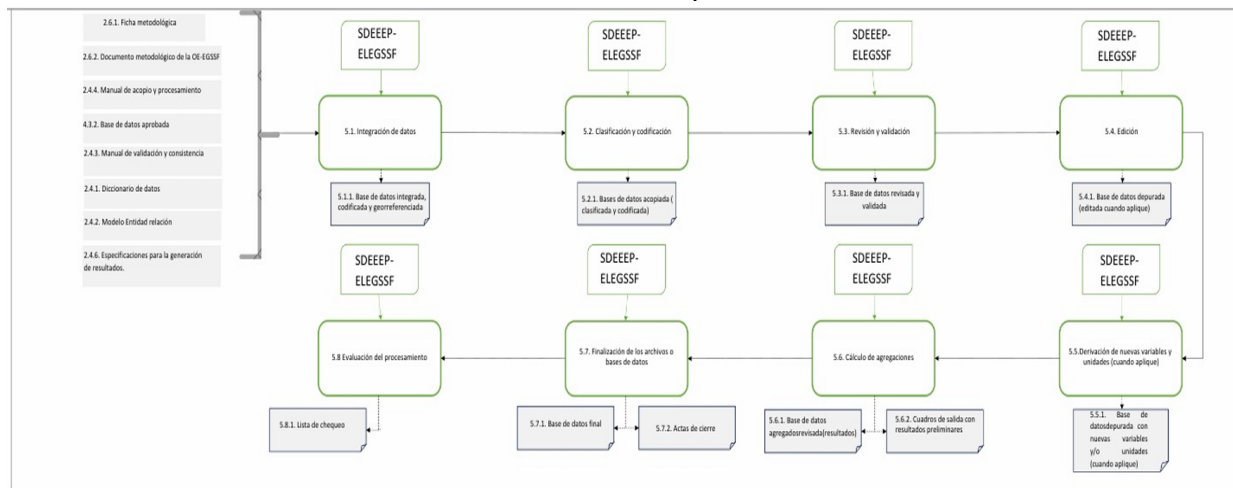 2.6.1. Ficha metodológica
2.6.2. Documento metodológico de la OE-EGSSF
2.4.4. Manual de acopio y procesamiento
4.3.2. Base de datos aprobada
2.4.3. Manual de validación y consistencia
2.4.1. Diccionario de datos
2.4.2. Modelo Entidad relación
2.4.6. Especificaciones para la generación
de resultados.
SDEEEP-
ELEGSSF
SDEEEP-
ELEGSSF
SDEEEP-
ELEGSSF
SDEEEP-
ELEGSSF
5.1. Integración de datos
5.2. Clasificación y codificación
5.3. Revisión y validación
5.4. Edición
5.1.1. Base de datos integrada,
codificada y georreferenciada
5.2.1. Bases de datos acopiada (
clasificada y codificada)
5.3.1. Base de datos revisada y
validada
5.4.1. Base de datos depurada
(editada cuando aplique)
SDEEEP-
ELEGSSF
SDEEEP-
ELEGSSF
SDEEEP-
ELEGSSF
SDEEEP-
ELEGSSF
5.8 Evaluación del procesamiento
5.7. Finalización de los archivos o
bases de datos
5.6. Cálculo de agregaciones
5.5.Derivación de nuevas variables y
unidades (cuando aplique)
5.8.1. Lista de chequeo
5.7.1. Base de datos final
5.7.2. Actas de cierre
5.6.1. Base de datos
agregadosrevisada(resultados)
5.6.2. Cuadros de salida con
resultados preliminares
5.5.1. Base de
datosdepurada con
nuevas variables
y/o unidades
(cuando aplique)